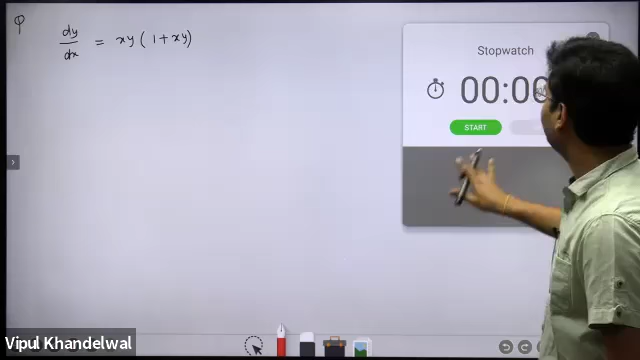 φ dy/dx = xy ( 1 + xy)
Stopwatch
00:00
START
Vipul Khandelwal